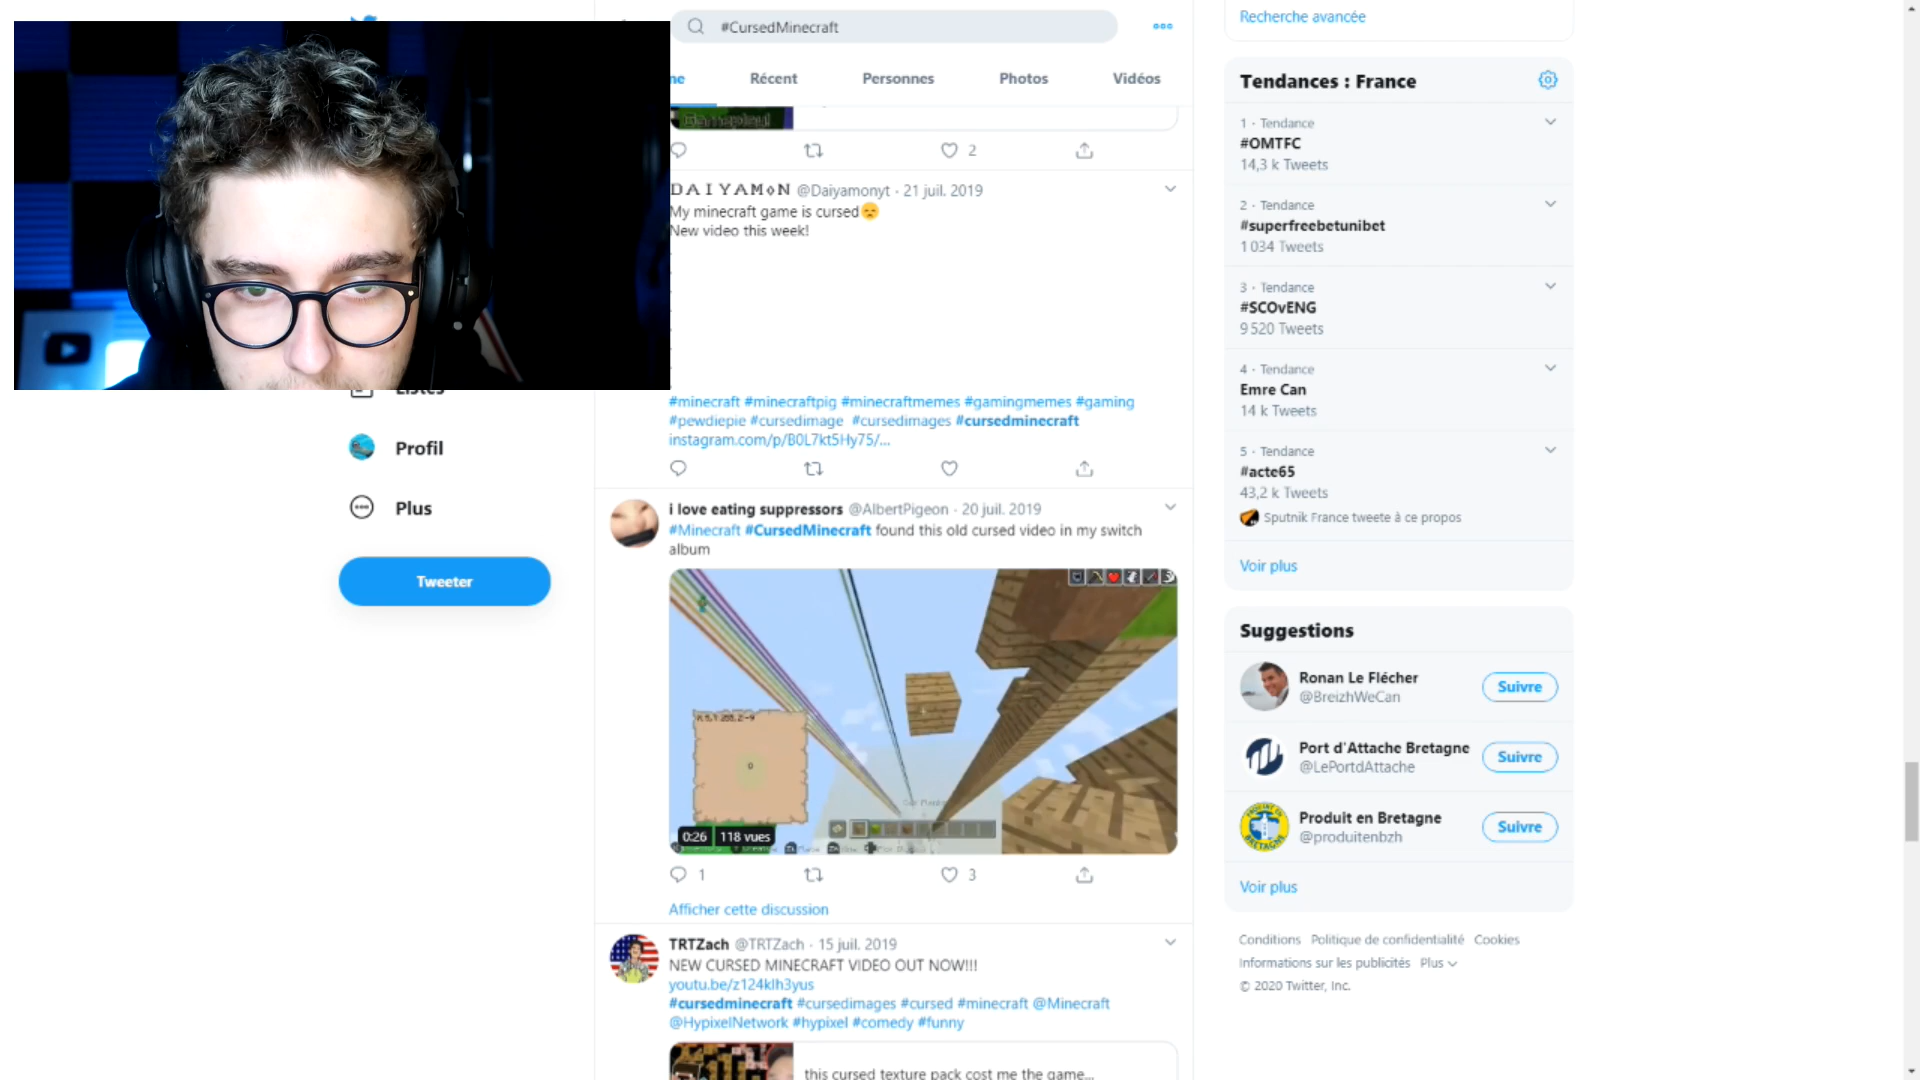 #CursedMinecraft
Récent
Personnes
Photos
Vidéos
2
DAIYAMON @Daiyamonyt · 21 juil. 2019
My minecraft game is cursed
New video this week!
#minecraft #minecraftpig #minecraftmemes #gamingmemes #gaming
#pewdiepie #cursedimage #cursedimages #cursedminecraft
instagram.com/p/B0L7kt5Hy75/...
i love eating suppressors @AlbertPigeon · 20 juil. 2019
#Minecraft #CursedMinecraft found this old cursed video in my switch
album
0:26 118 vues
1
3
Afficher cette discussion
TRTZach @TRTZach · 15 juil. 2019
NEW CURSED MINECRAFT VIDEO OUT NOW!!!
youtu.be/z124klh3yus
#cursedminecraft #cursedimages #cursed #minecraft @Minecraft
@HypixelNetwork #hypixel #comedy #funny
this cursed texture pack cost me the game...
Listes
Profil
Plus
Tweeter
Recherche avancée
Tendances : France
1 · Tendance
#OMTFC
14,3 k Tweets
2 · Tendance
#superfreebetunibet
1 034 Tweets
3 · Tendance
#SCOvENG
9 520 Tweets
4 · Tendance
Emre Can
14 k Tweets
5 · Tendance
#acte65
43,2 k Tweets
Sputnik France tweete à ce propos
Voir plus
Suggestions
Ronan Le Flécher
@BreizhWeCan
Suivre
Port d'Attache Bretagne
@LePortdAttache
Suivre
Produit en Bretagne
@produitenbzh
Suivre
Voir plus
Conditions Politique de confidentialité Cookies
Informations sur les publicités Plus
© 2020 Twitter, Inc.